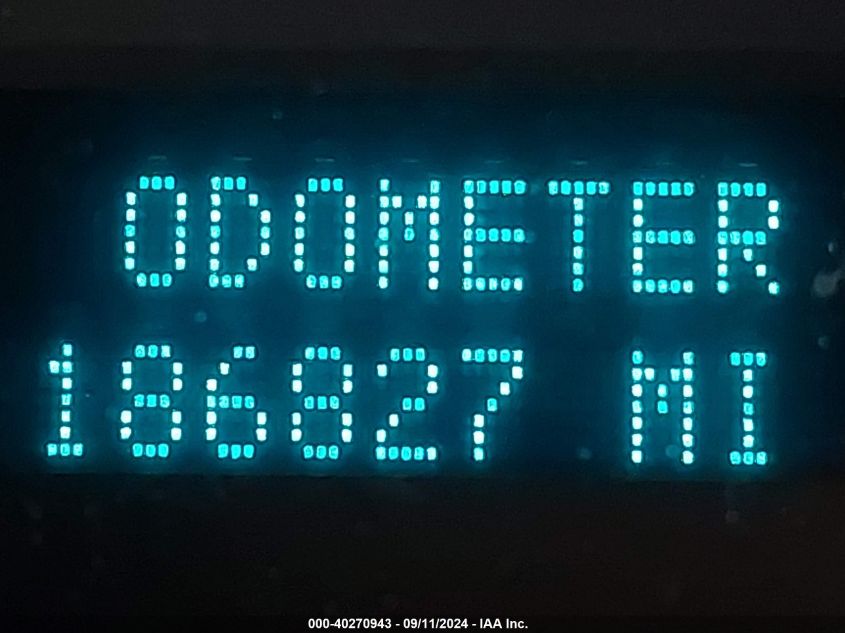 ODOMETER
186827 MI
000-40270943 - 09/11/2024 - IAA Inc.